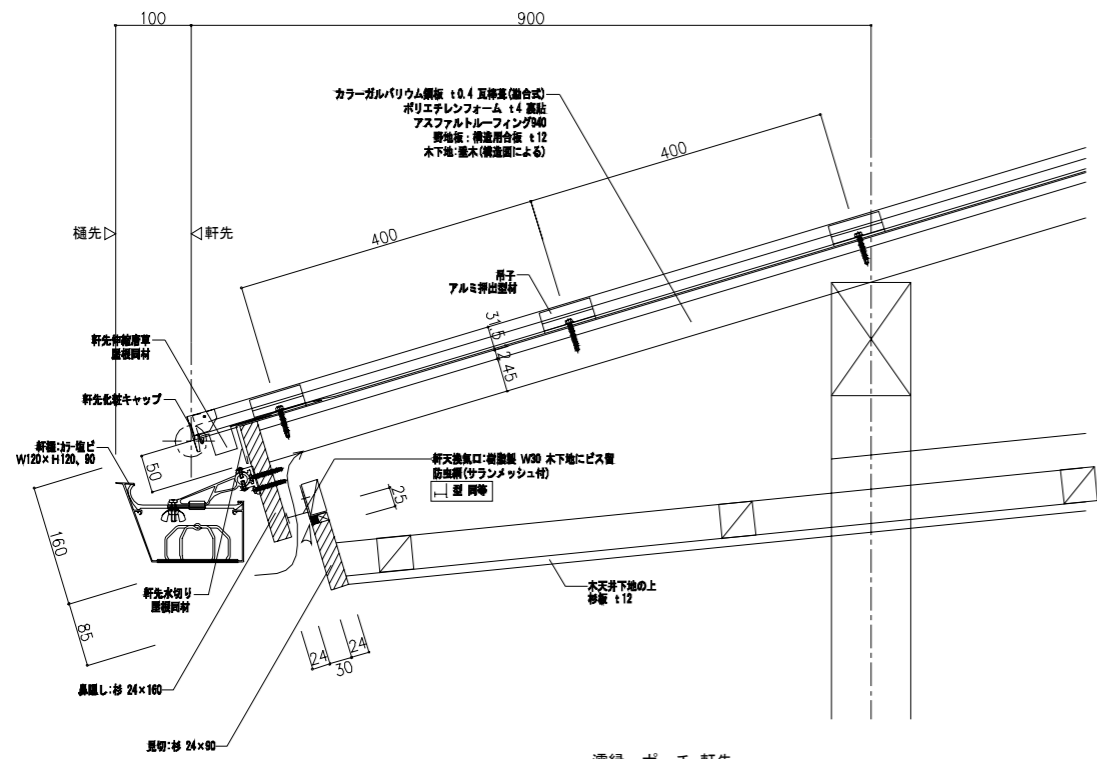 100
900
カラーガルバリウム鋼板 t0.4 瓦棒葺(嵌合式)
ポリエチレンフォーム t4 裏貼
アスファルトルーフィング940
野地板：構造用合板 t12
木下地:垂木(構造図による)
400
400
樋先
軒先
吊子
アルミ押出型材
31.5
12
45
軒先伸縮唐草
屋根同材
軒先化粧キャップ
軒樋:ｶﾗｰ塩ビ
W120×H120、90
50
軒天換気口:樹脂製 W30 木下地にビス留
防虫網(サランメッシュ付)
型 同等
25
160
85
軒先水切り
屋根同材
木天井下地の上
杉板 t12
24
24
30
鼻隠し:杉 24×160
見切:杉 24×90